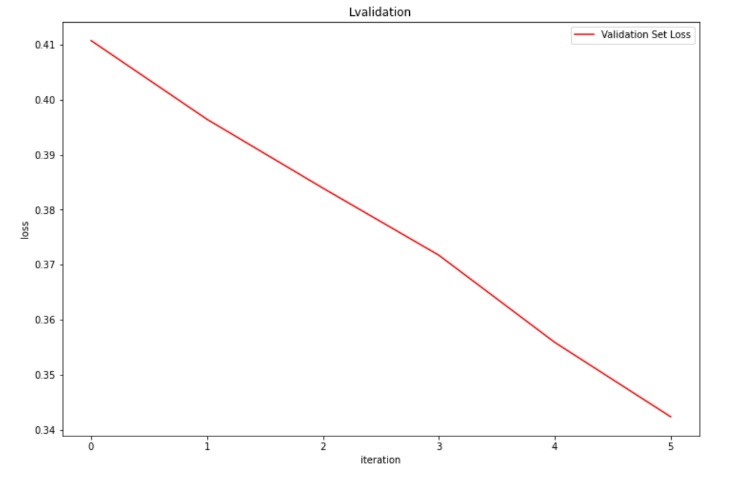 Lvalidation
Validation Set Loss
0.41
0.40
0.39
0.38
0.37
0.36
0.35
0.34
loss
0 1 2 3 4 5
iteration